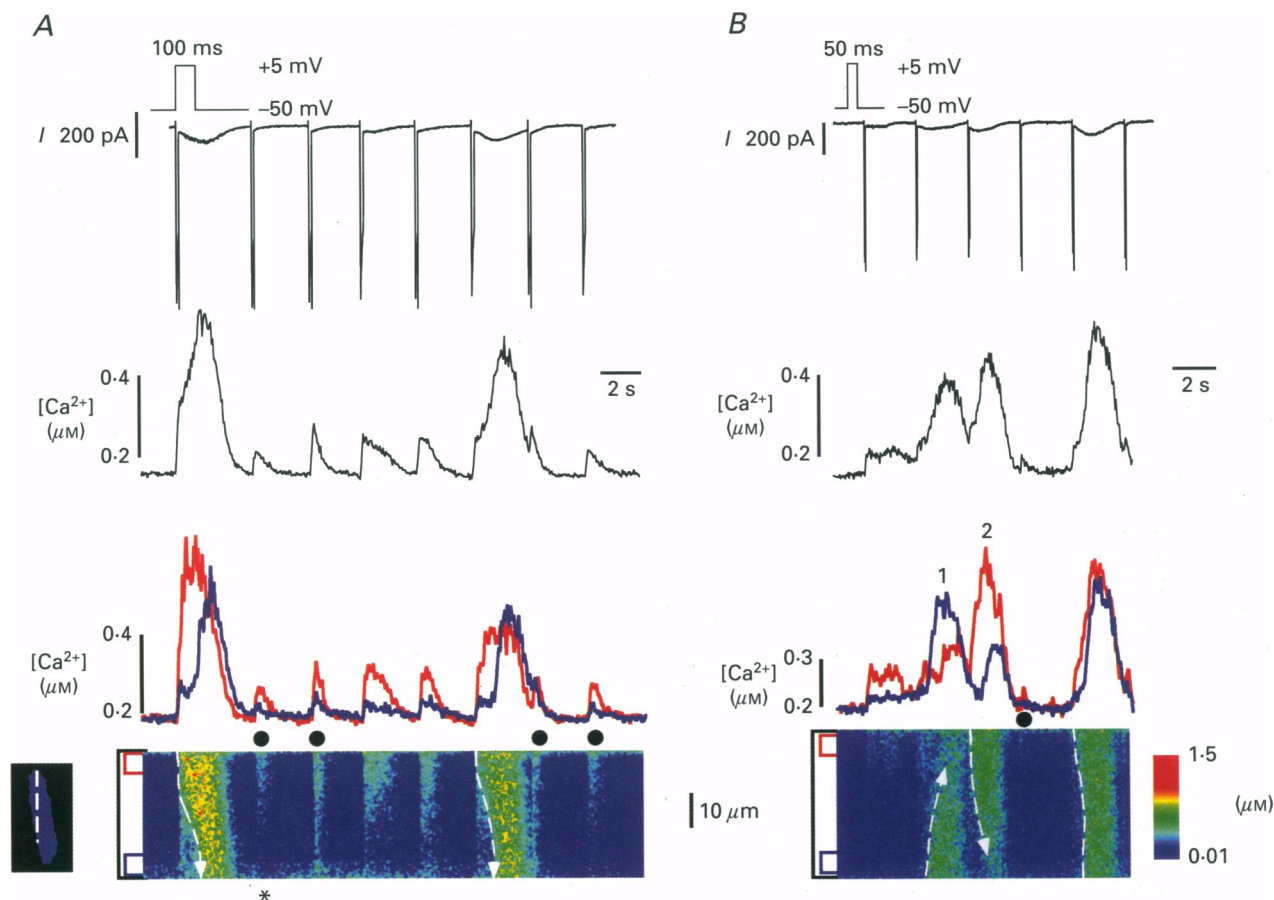 A
100 ms
+5 mV
–50 mV
I 200 pA
0·4
[Ca²⁺]
(μM)
0·2
2 s
0·4
[Ca²⁺]
(μM)
0·2
*
B
50 ms
+5 mV
–50 mV
I 200 pA
0·4
[Ca²⁺]
(μM)
0·2
2 s
1
2
0·3
[Ca²⁺]
(μM)
0·2
10 μm
1·5
(μM)
0·01